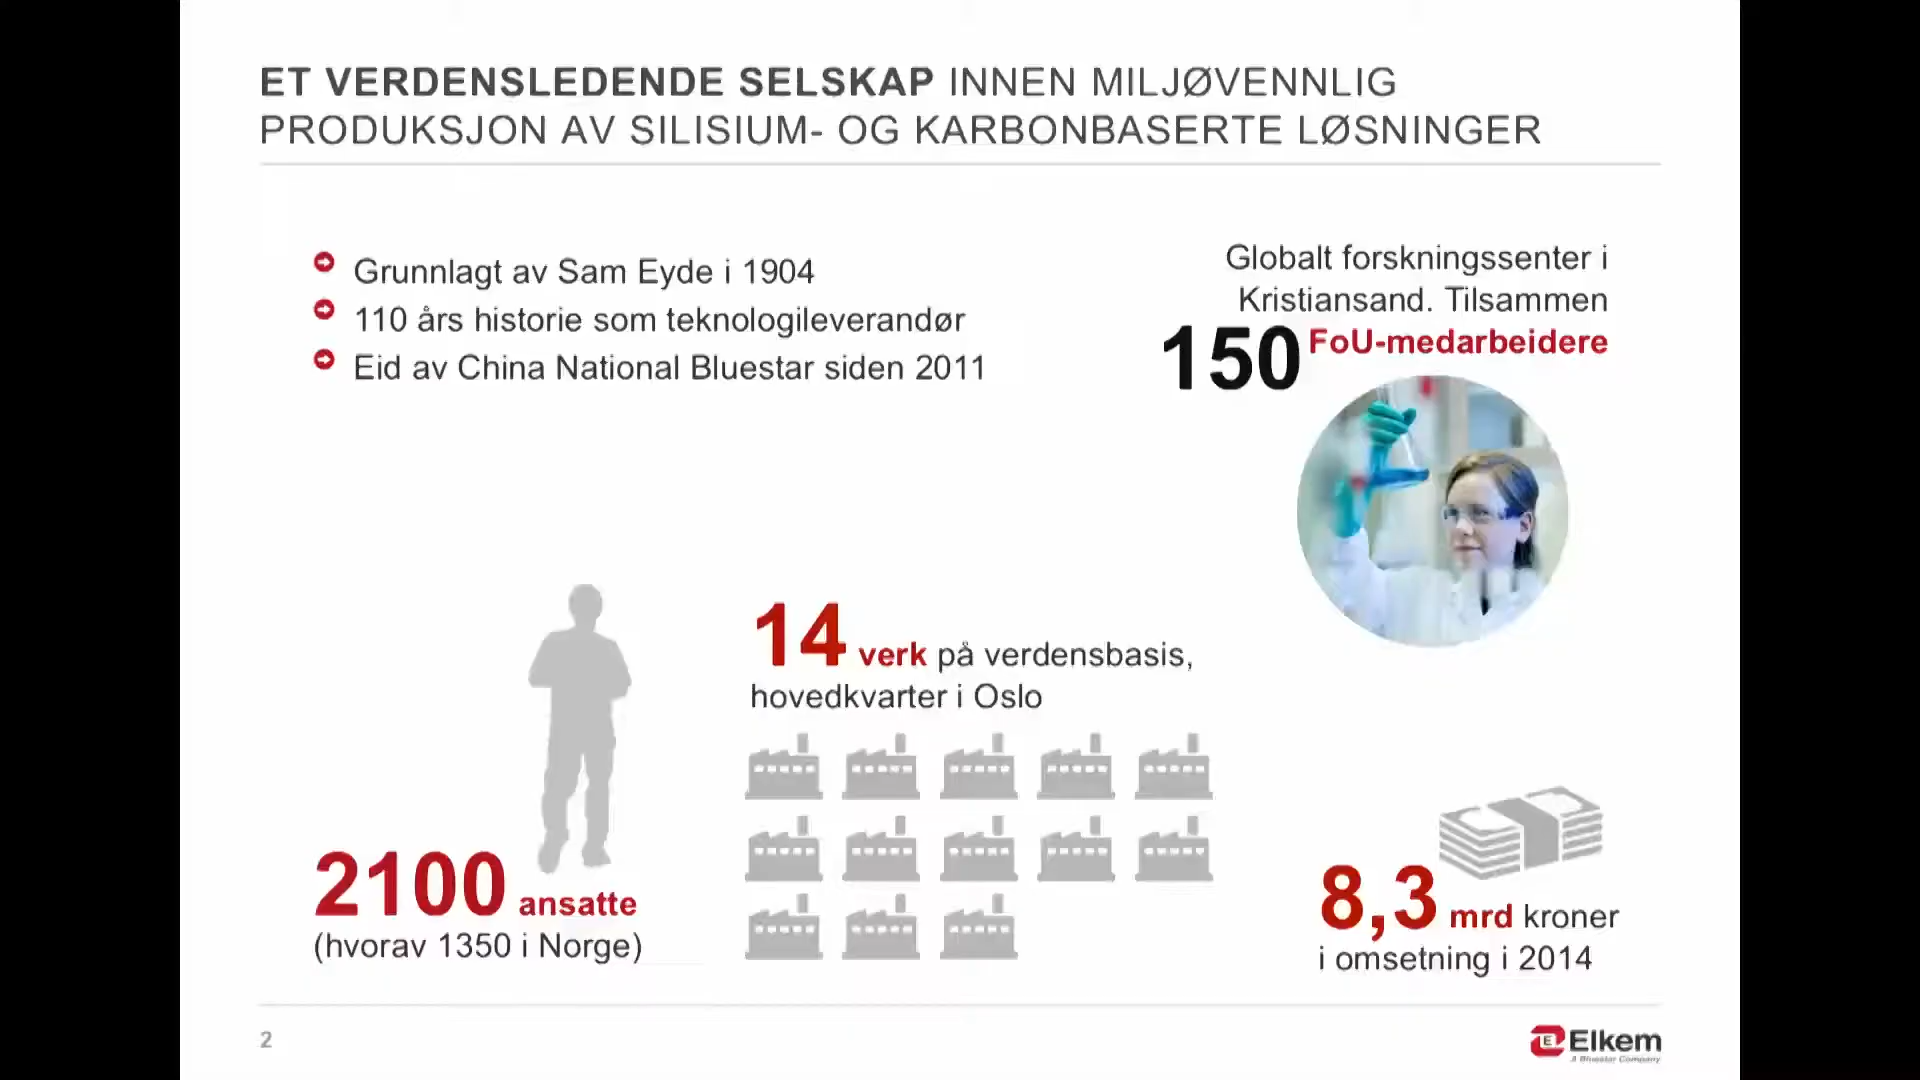 ET VERDENSLEDENDE SELSKAP INNEN MILJØVENNLIG
PRODUKSJON AV SILISIUM- OG KARBONBASERTE LØSNINGER
Grunnlagt av Sam Eyde i 1904
110 års historie som teknologileverandør
Eid av China National Bluestar siden 2011
Globalt forskningssenter i
Kristiansand. Tilsammen
150 FoU-medarbeidere
14 verk på verdensbasis,
hovedkvarter i Oslo
2100 ansatte
(hvorav 1350 i Norge)
8,3 mrd kroner
i omsetning i 2014
2
E Elkem
A Bluestar Company